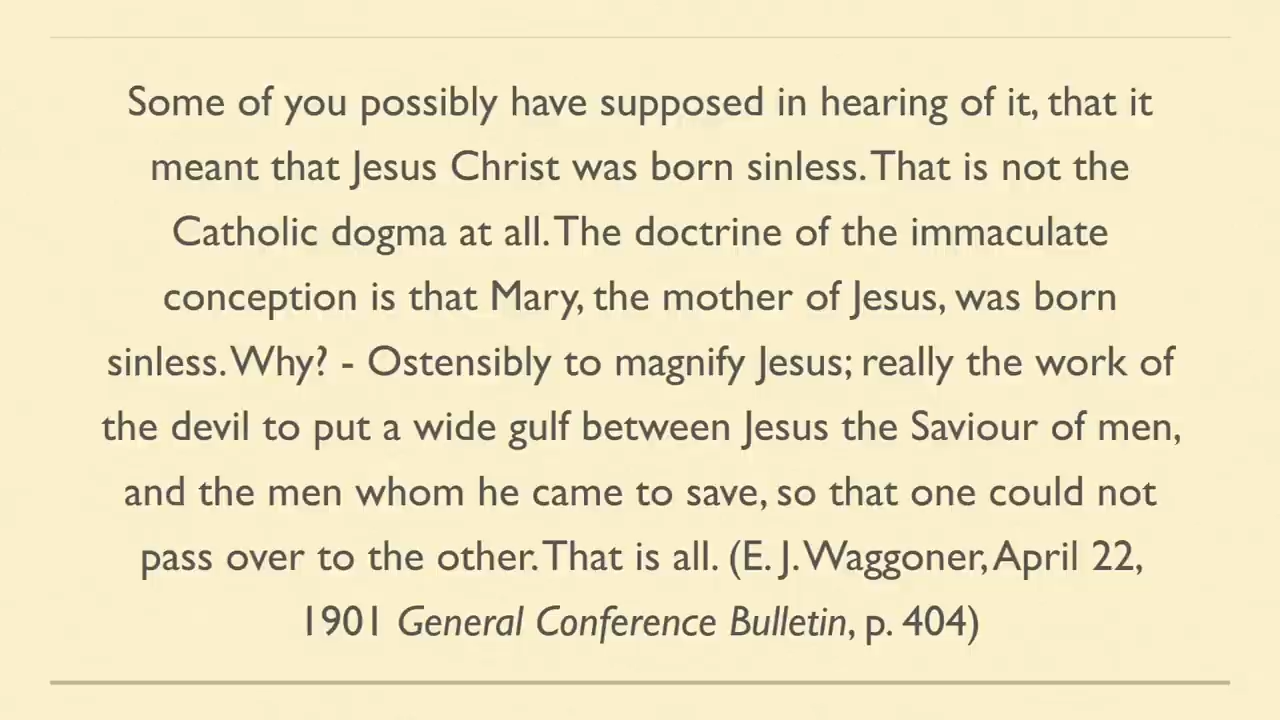 Some of you possibly have supposed in hearing of it, that it
meant that Jesus Christ was born sinless. That is not the
Catholic dogma at all. The doctrine of the immaculate
conception is that Mary, the mother of Jesus, was born
sinless. Why? - Ostensibly to magnify Jesus; really the work of
the devil to put a wide gulf between Jesus the Saviour of men,
and the men whom he came to save, so that one could not
pass over to the other. That is all. (E. J. Waggoner, April 22,
1901 General Conference Bulletin, p. 404)